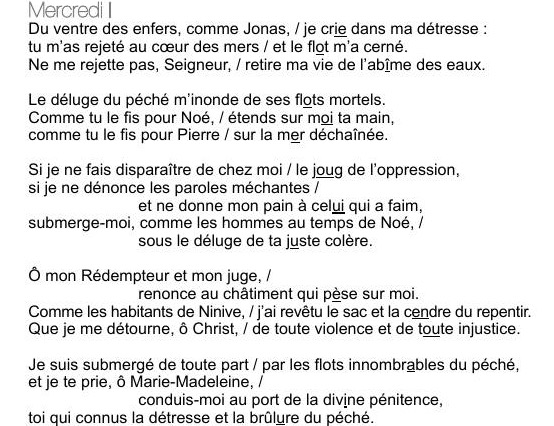 Mercredi I
Du ventre des enfers, comme Jonas, / je crie dans ma détresse :
tu m'as rejeté au cœur des mers / et le flot m'a cerné.
Ne me rejette pas, Seigneur, / retire ma vie de l'abîme des eaux.
Le déluge du péché m'inonde de ses flots mortels.
Comme tu le fis pour Noé, / étends sur moi ta main,
comme tu le fis pour Pierre / sur la mer déchaînée.
Si je ne fais disparaître de chez moi / le joug de l'oppression,
si je ne dénonce les paroles méchantes /
et ne donne mon pain à celui qui a faim,
submerge-moi, comme les hommes au temps de Noé, /
sous le déluge de ta juste colère.
Ô mon Rédempteur et mon juge, /
renonce au châtiment qui pèse sur moi.
Comme les habitants de Ninive, / j'ai revêtu le sac et la cendre du repentir.
Que je me détourne, ô Christ, / de toute violence et de toute injustice.
Je suis submergé de toute part / par les flots innombrables du péché,
et je te prie, ô Marie-Madeleine, /
conduis-moi au port de la divine pénitence,
toi qui connus la détresse et la brûlure du péché.